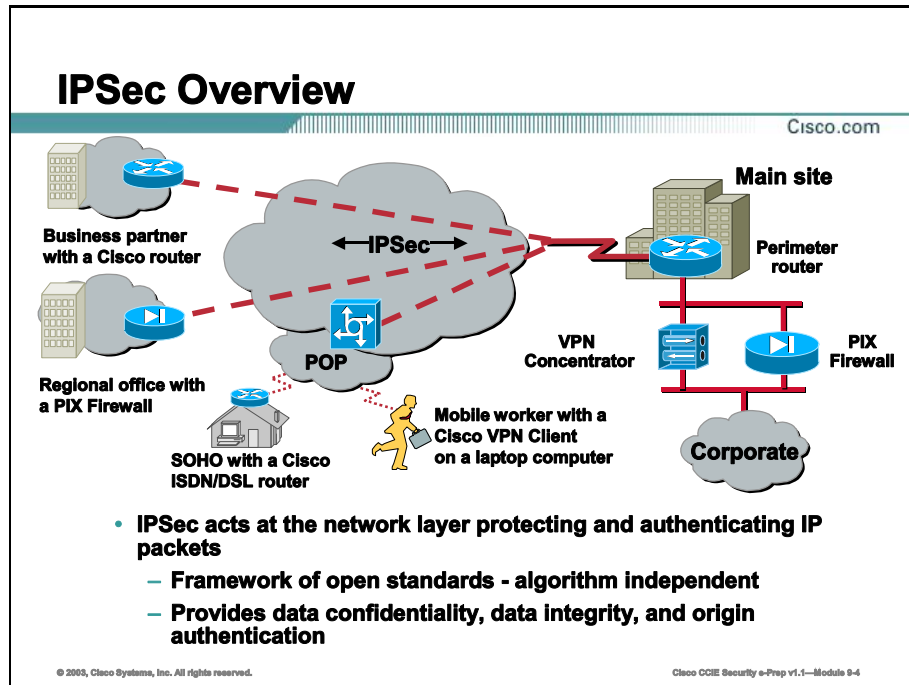 IPSec Overview
Cisco.com
Main site
Business partner
with a Cisco router
IPSec
Perimeter
router
POP
VPN
Concentrator
PIX
Firewall
Regional office with
a PIX Firewall
SOHO with a Cisco
ISDN/DSL router
Mobile worker with a
Cisco VPN Client
on a laptop computer
Corporate
• IPSec acts at the network layer protecting and authenticating IP
packets
– Framework of open standards - algorithm independent
– Provides data confidentiality, data integrity, and origin
authentication
© 2003, Cisco Systems, Inc. All rights reserved.
Cisco CCIE Security e-Prep v1.1—Module 9-4